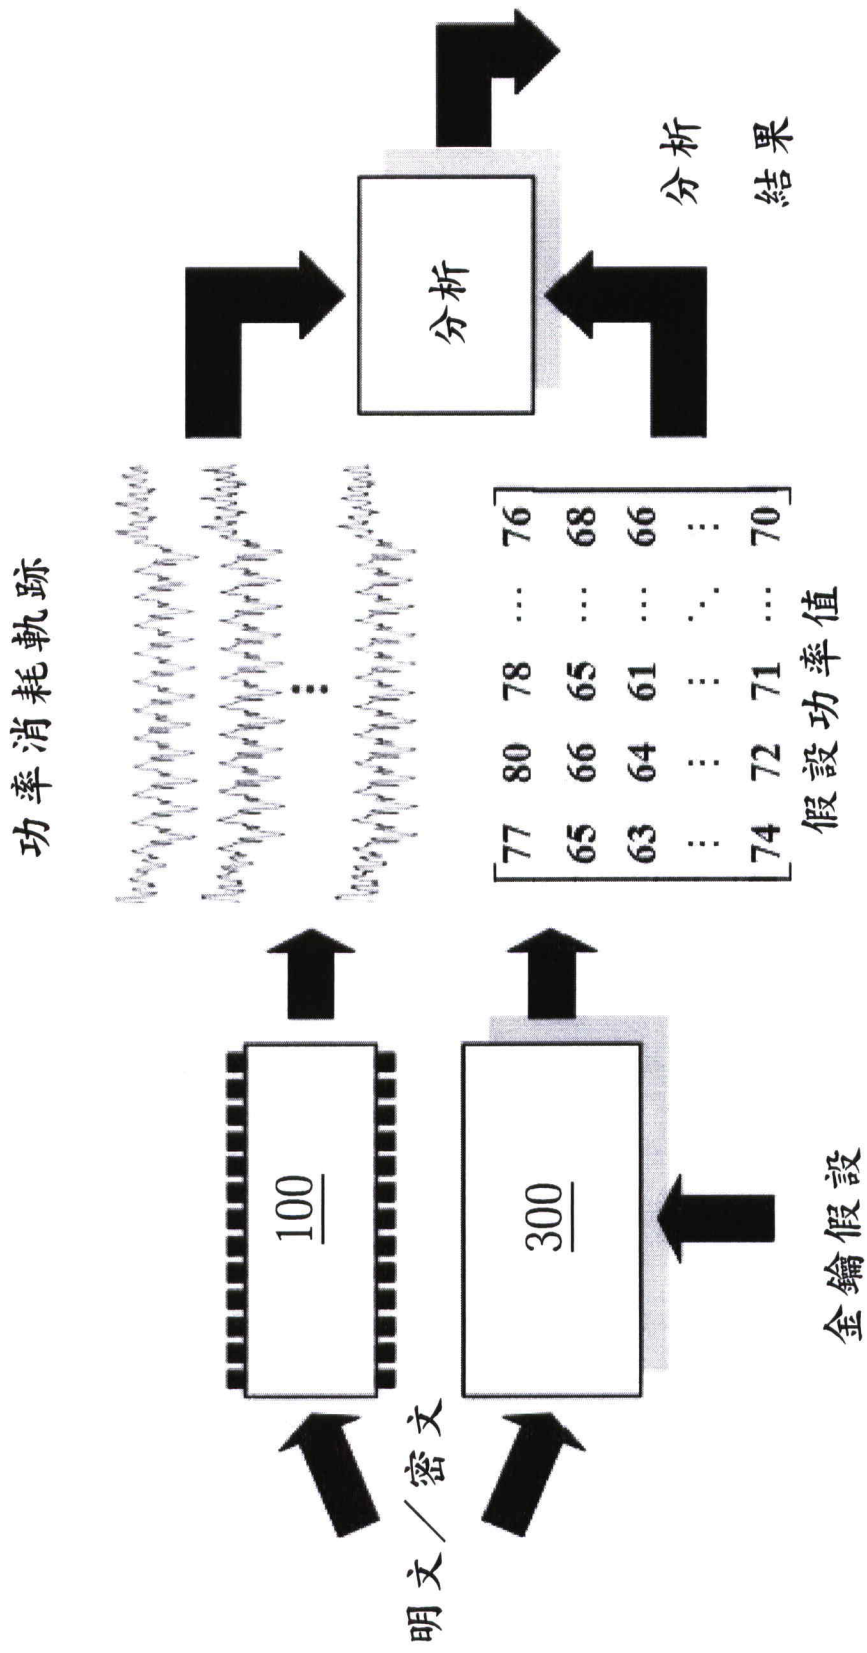 功率消耗軌跡
明文／密文
100
300
金鑰假設
77 80 78 ⋯ 76
65 66 65 ⋯ 68
63 64 61 ⋯ 66
⋮ ⋮ ⋮ ⋱ ⋮
74 72 71 ⋯ 70
假設功率值
分析
分析
結果